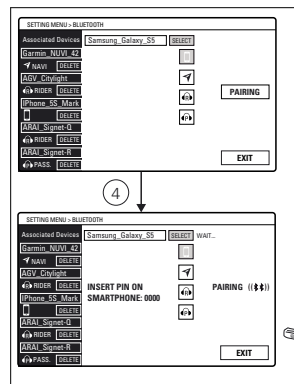 SETTING MENU > BLUETOOTH
Associated Devices Samsung_Galaxy_S5 SELECT
Garmin_NUVI_42
NAVI DELETE
AGV_Citylight
RIDER DELETE
PAIRING
IPhone_5S_Mark
DELETE
ARAI_Signet-Q
RIDER DELETE
ARAI_Signet-R
PASS. DELETE
EXIT
4
SETTING MENU > BLUETOOTH
Associated Devices Samsung_Galaxy_S5 SELECT WAIT...
Garmin_NUVI_42
NAVI DELETE
AGV_Citylight
RIDER DELETE
INSERT PIN ON
SMARTPHONE: 0000
PAIRING
IPhone_5S_Mark
DELETE
ARAI_Signet-Q
RIDER DELETE
ARAI_Signet-R
PASS. DELETE
EXIT